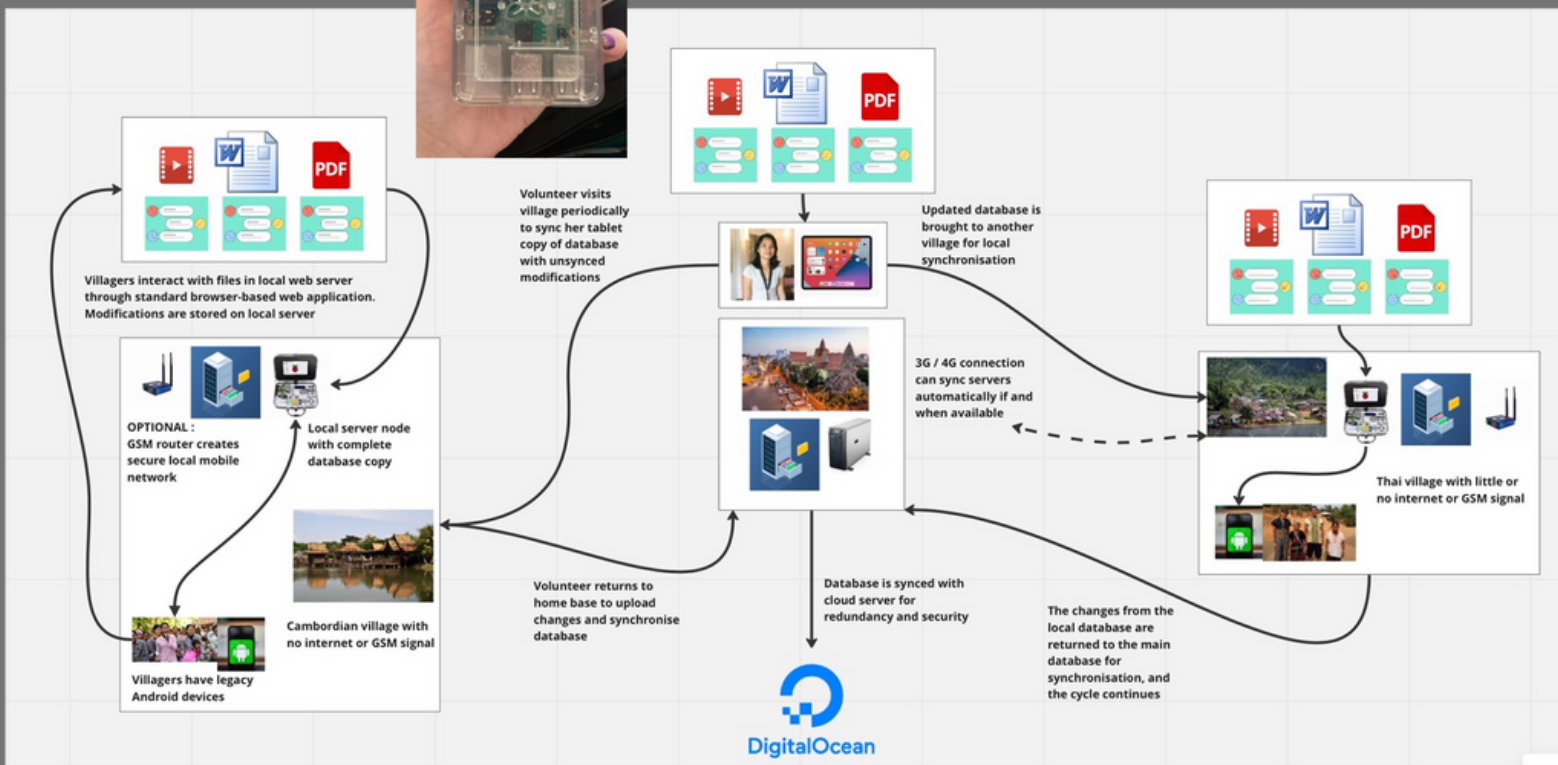 W
PDF
Volunteer visits
village periodically
to sync her tablet
copy of database
with unsynced
modifications
Updated database is
brought to another
village for local
synchronisation
W
PDF
W
PDF
Villagers interact with files in local web server
through standard browser-based web application.
Modifications are stored on local server
OPTIONAL :
GSM router creates
secure local mobile
network
Local server node
with complete
database copy
3G / 4G connection
can sync servers
automatically if and
when available
Thai village with little or
no internet or GSM signal
Volunteer returns to
home base to upload
changes and synchronise
database
Database is synced with
cloud server for
redundancy and security
The changes from the
local database are
returned to the main
database for
synchronisation, and
the cycle continues
Cambordian village with
no internet or GSM signal
Villagers have legacy
Android devices
DigitalOcean